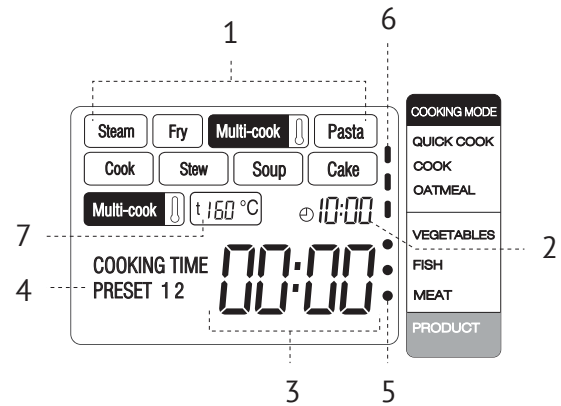 1
6
Steam Fry Multi-cook Pasta
Cook Stew Soup Cake
Multi-cook t 160 °C 10:00
7
2
COOKING TIME
PRESET 1 2
00:00
4
3
5
COOKING MODE
QUICK COOK
COOK
OATMEAL
VEGETABLES
FISH
MEAT
PRODUCT